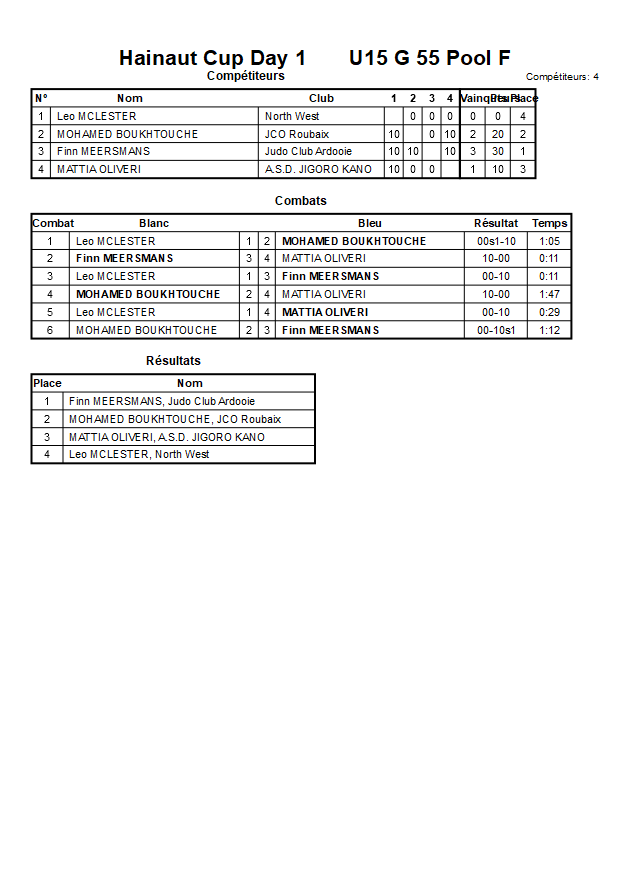 Hainaut Cup Day 1 U15 G 55 Pool F
Compétiteurs Compétiteurs: 4
Nº Nom Club 1 2 3 4 Vainqueurs Place
1 Leo MCLESTER North West 0 0 0 0 0 4
2 MOHAMED BOUKHTOUCHE JCO Roubaix 10 0 10 2 20 2
3 Finn MEERSMANS Judo Club Ardooie 10 10 10 3 30 1
4 MATTIA OLIVERI A.S.D. JIGORO KANO 10 0 0 1 10 3
Combats
Combat Blanc Bleu Résultat Temps
1 Leo MCLESTER 1 2 MOHAMED BOUKHTOUCHE 00s1-10 1:05
2 Finn MEERSMANS 3 4 MATTIA OLIVERI 10-00 0:11
3 Leo MCLESTER 1 3 Finn MEERSMANS 00-10 0:11
4 MOHAMED BOUKHTOUCHE 2 4 MATTIA OLIVERI 10-00 1:47
5 Leo MCLESTER 1 4 MATTIA OLIVERI 00-10 0:29
6 MOHAMED BOUKHTOUCHE 2 3 Finn MEERSMANS 00-10s1 1:12
Résultats
Place Nom
1 Finn MEERSMANS, Judo Club Ardooie
2 MOHAMED BOUKHTOUCHE, JCO Roubaix
3 MATTIA OLIVERI, A.S.D. JIGORO KANO
4 Leo MCLESTER, North West